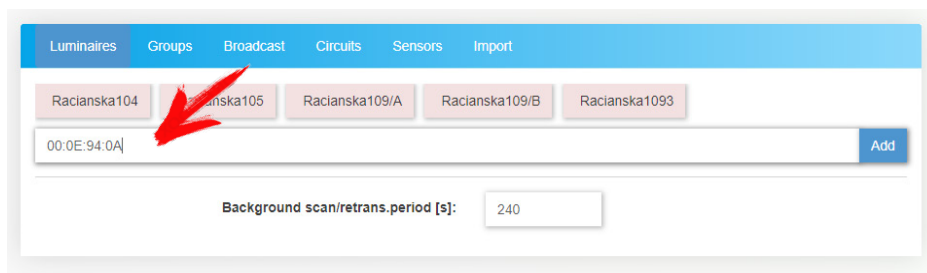 Luminaires Groups Broadcast Circuits Sensors Import
Racianska104 anska105 Racianska109/A Racianska109/B Racianska1093
00:0E:94:0A Add
Background scan/retrans.period [s]: 240